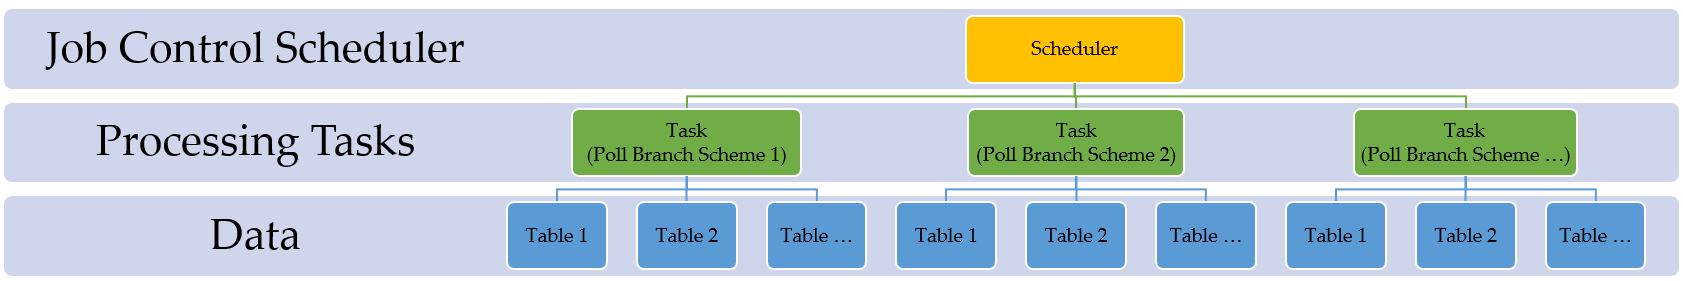 Job Control Scheduler
Scheduler
Processing Tasks
Task
(Poll Branch Scheme 1)
Task
(Poll Branch Scheme 2)
Task
(Poll Branch Scheme …)
Data
Table 1
Table 2
Table …
Table 1
Table 2
Table …
Table 1
Table 2
Table …